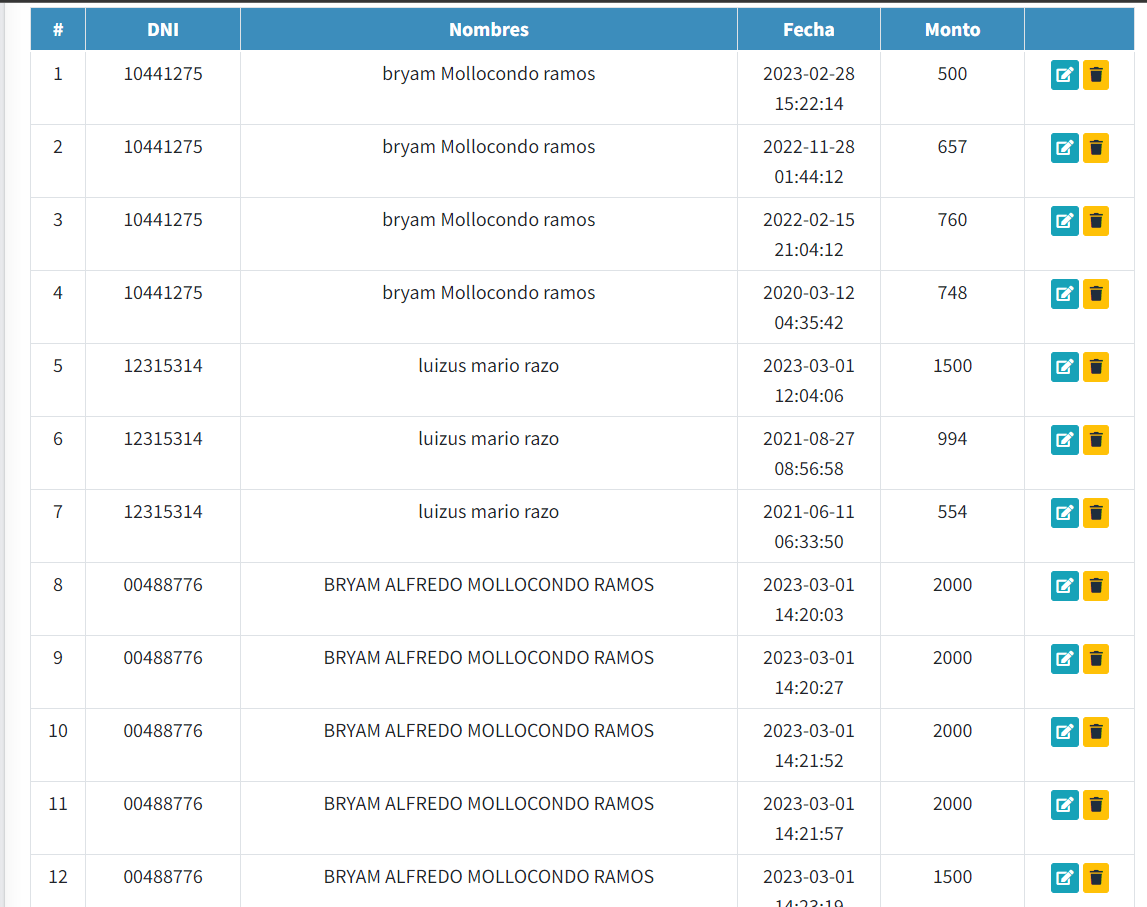 # DNI Nombres Fecha Monto
1 10441275 bryam Mollocondo ramos 2023-02-28 500
15:22:14
2 10441275 bryam Mollocondo ramos 2022-11-28 657
01:44:12
3 10441275 bryam Mollocondo ramos 2022-02-15 760
21:04:12
4 10441275 bryam Mollocondo ramos 2020-03-12 748
04:35:42
5 12315314 luizus mario razo 2023-03-01 1500
12:04:06
6 12315314 luizus mario razo 2021-08-27 994
08:56:58
7 12315314 luizus mario razo 2021-06-11 554
06:33:50
8 00488776 BRYAM ALFREDO MOLLOCONDO RAMOS 2023-03-01 2000
14:20:03
9 00488776 BRYAM ALFREDO MOLLOCONDO RAMOS 2023-03-01 2000
14:20:27
10 00488776 BRYAM ALFREDO MOLLOCONDO RAMOS 2023-03-01 2000
14:21:52
11 00488776 BRYAM ALFREDO MOLLOCONDO RAMOS 2023-03-01 2000
14:21:57
12 00488776 BRYAM ALFREDO MOLLOCONDO RAMOS 2023-03-01 1500